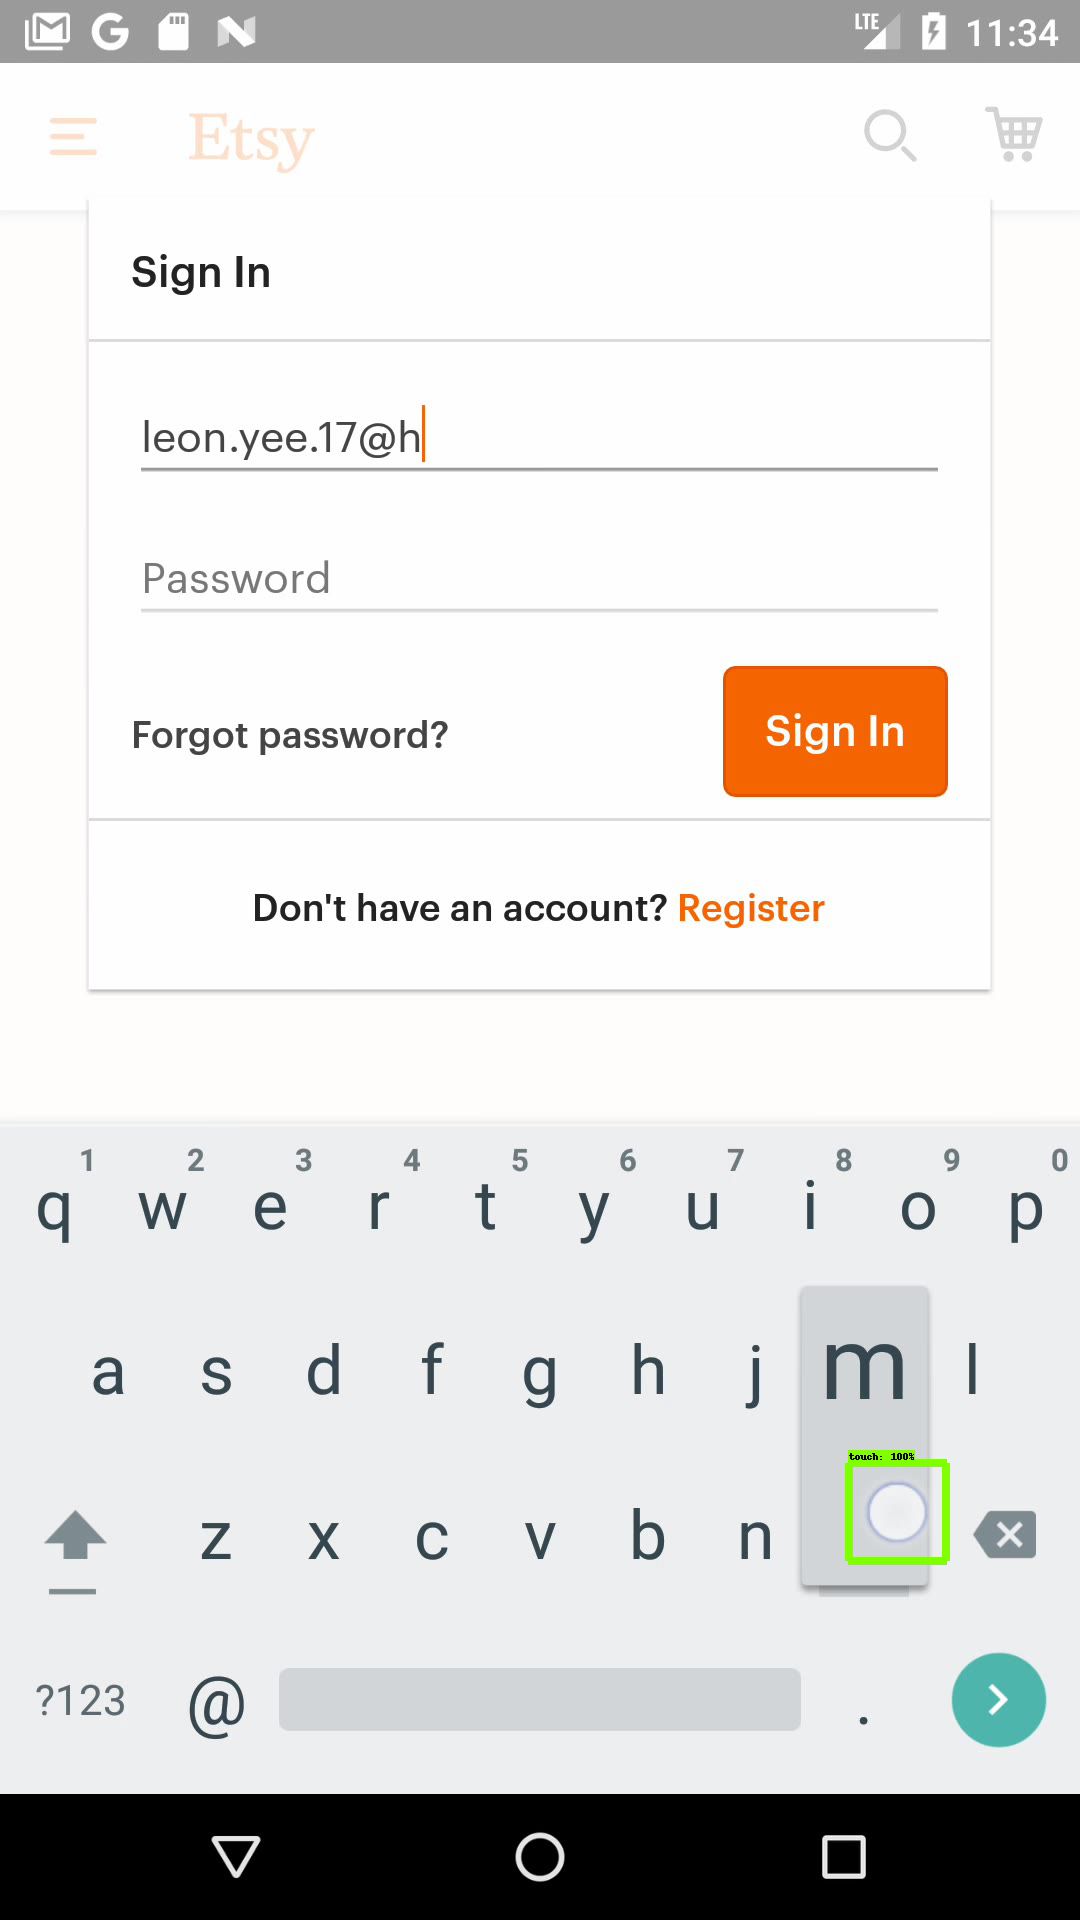 LTE 11:34
Etsy
Sign In
leon.yee.17@h
Password
Forgot password? Sign In
Don't have an account? Register
1 2 3 4 5 6 7 8 9 0
q w e r t y u i o p
a s d f g h j m l
touch: 100%
z x c v b n
?123 @ .